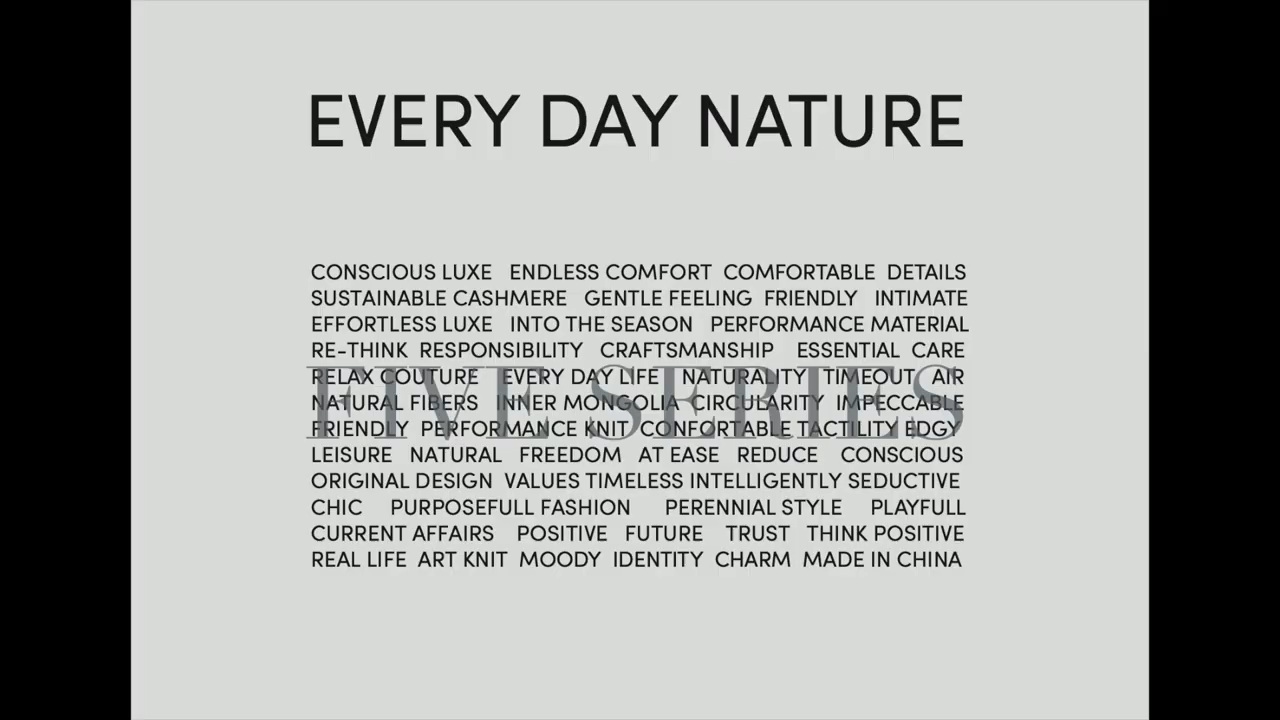 EVERY DAY NATURE
CONSCIOUS LUXE ENDLESS COMFORT COMFORTABLE DETAILS
SUSTAINABLE CASHMERE GENTLE FEELING FRIENDLY INTIMATE
EFFORTLESS LUXE INTO THE SEASON PERFORMANCE MATERIAL
RE-THINK RESPONSIBILITY CRAFTSMANSHIP ESSENTIAL CARE
RELAX COUTURE EVERY DAY LIFE NATURALITY TIMEOUT AIR
FIVE SERIES
NATURAL FIBERS INNER MONGOLIA CIRCULARITY IMPECCABLE
FRIENDLY PERFORMANCE KNIT CONFORTABLE TACTILITY EDGY
LEISURE NATURAL FREEDOM AT EASE REDUCE CONSCIOUS
ORIGINAL DESIGN VALUES TIMELESS INTELLIGENTLY SEDUCTIVE
CHIC PURPOSEFULL FASHION PERENNIAL STYLE PLAYFULL
CURRENT AFFAIRS POSITIVE FUTURE TRUST THINK POSITIVE
REAL LIFE ART KNIT MOODY IDENTITY CHARM MADE IN CHINA